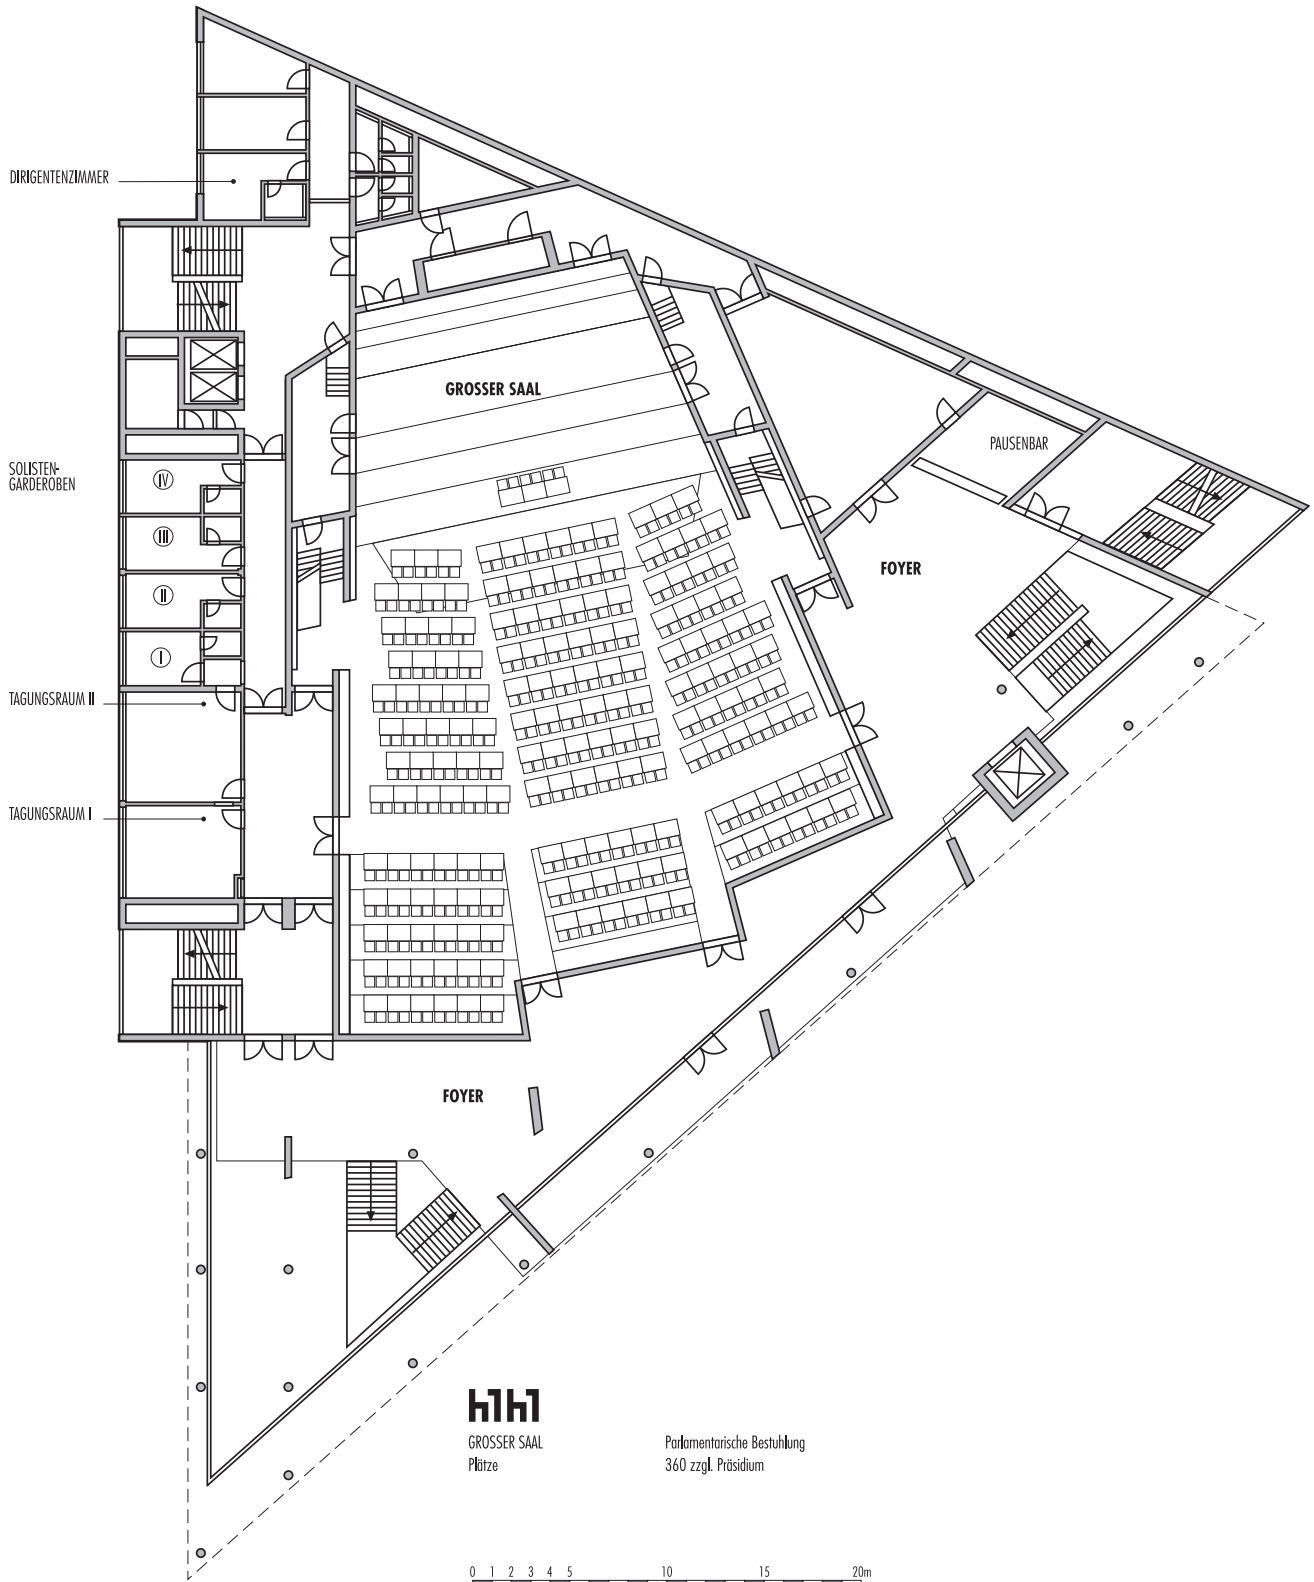 DIRIGENTENZIMMER
GROSSER SAAL
PAUSENBAR
SOLISTEN-
GARDEROBEN
IV
III
II
I
FOYER
TAGUNGSRAUM II
TAGUNGSRAUM I
FOYER
h1h1
GROSSER SAAL
Plätze
Parlamentarische Bestuhlung
360 zzgl. Präsidium
0 1 2 3 4 5 10 15 20m